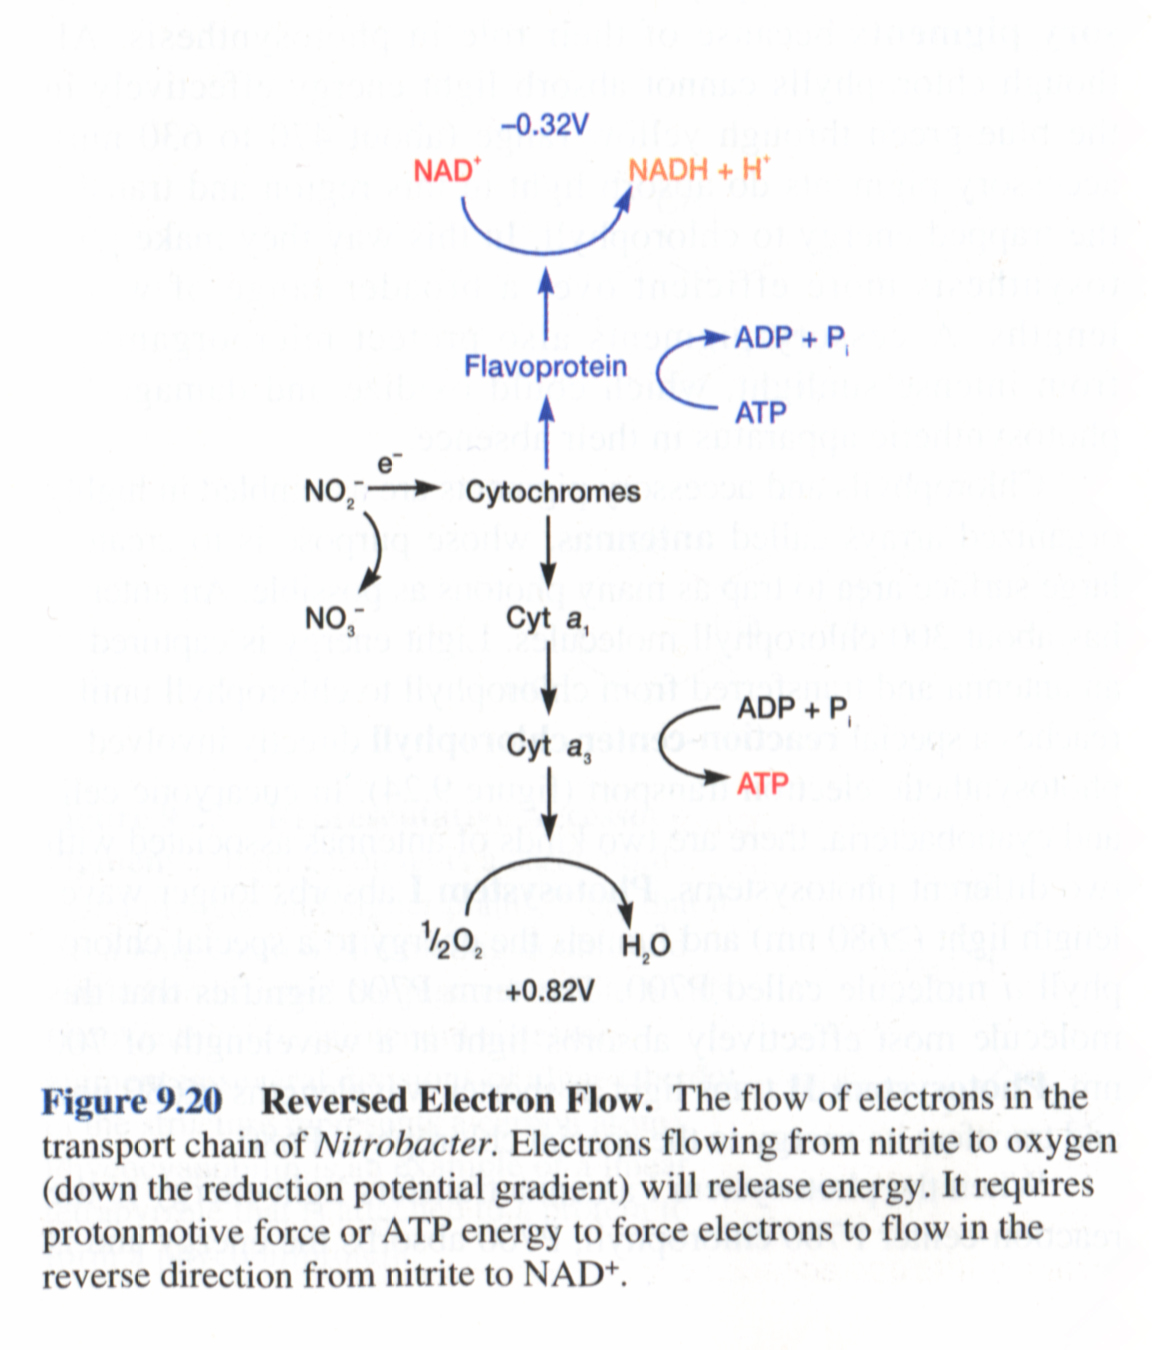 −0.32V
NAD⁺ NADH + H⁺
ADP + Pᵢ
Flavoprotein
ATP
e⁻
NO₂⁻ Cytochromes
NO₃⁻ Cyt a₁
ADP + Pᵢ
Cyt a₃
ATP
½O₂ H₂O
+0.82V
Figure 9.20 Reversed Electron Flow. The flow of electrons in the
transport chain of Nitrobacter. Electrons flowing from nitrite to oxygen
(down the reduction potential gradient) will release energy. It requires
protonmotive force or ATP energy to force electrons to flow in the
reverse direction from nitrite to NAD⁺.